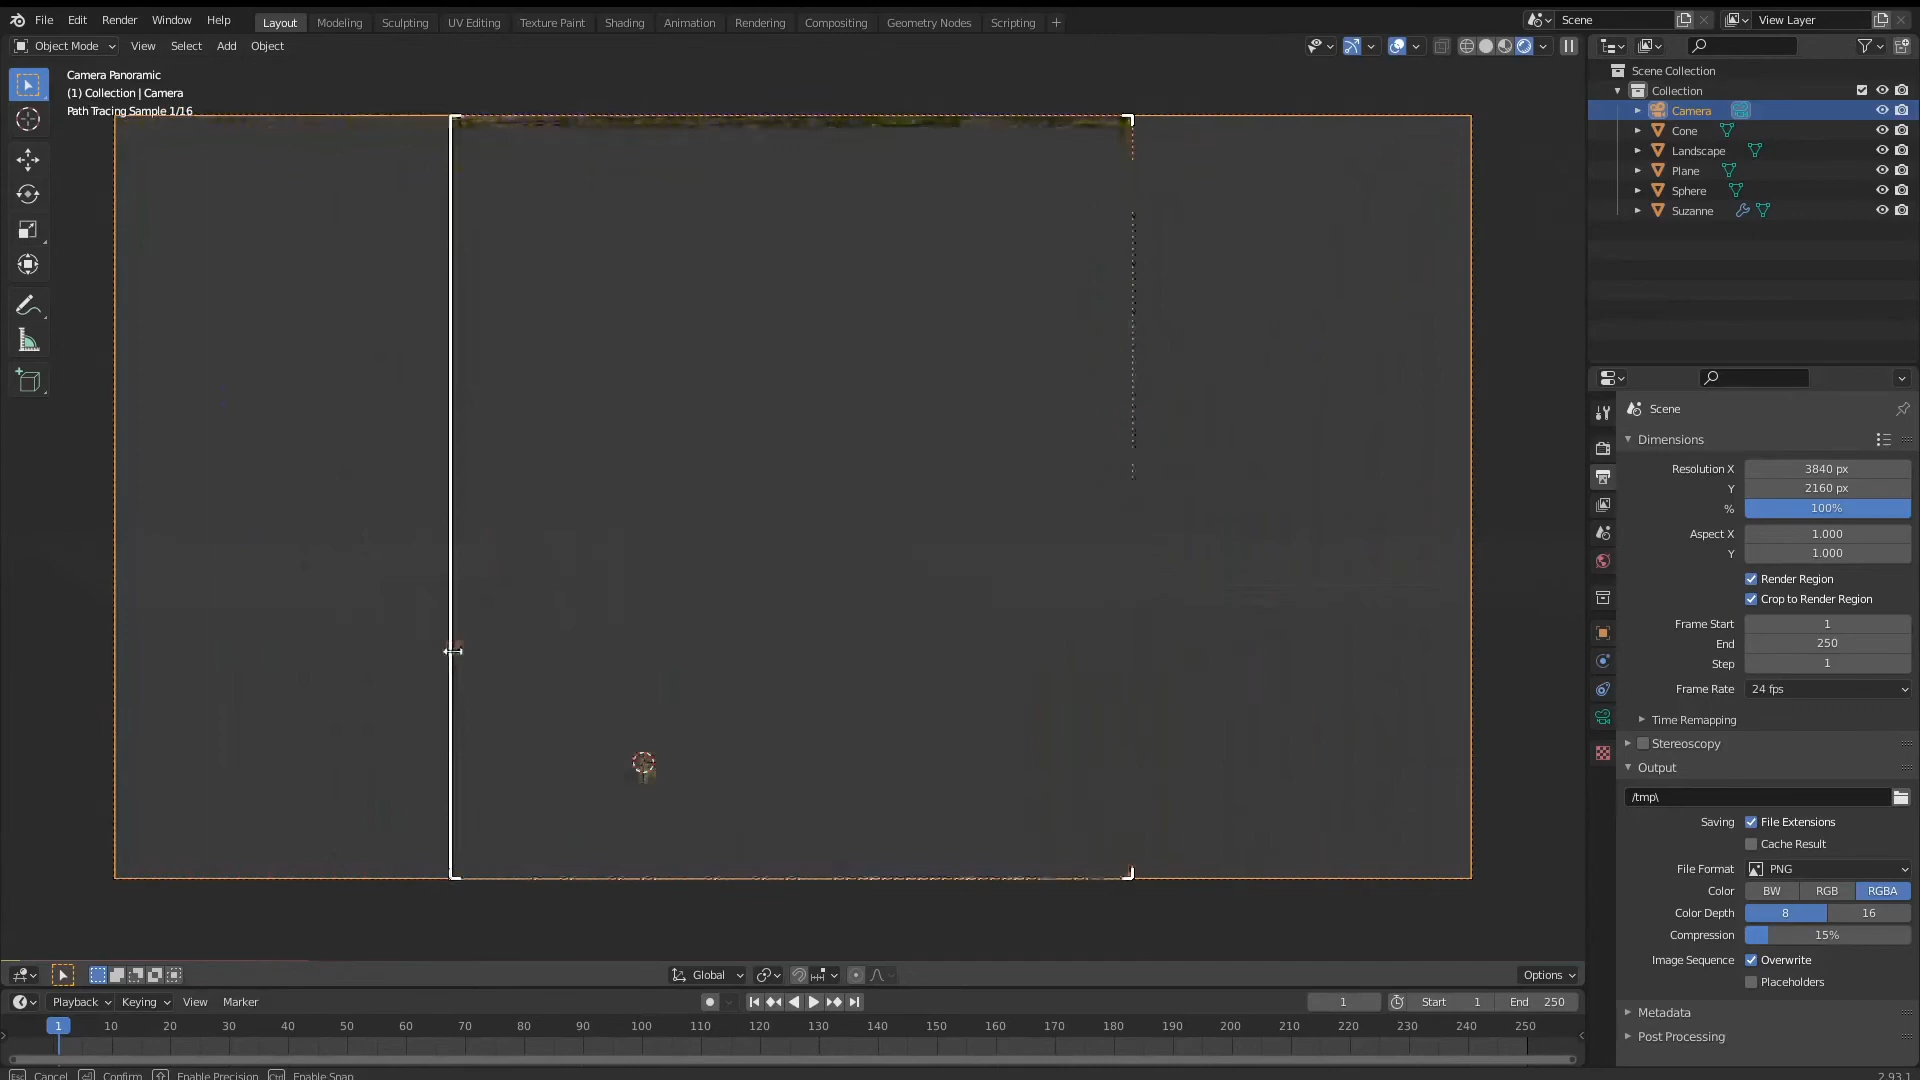 File Edit Render Window Help Layout Modeling Sculpting UV Editing Texture Paint Shading Animation Rendering Compositing Geometry Nodes Scripting + Scene View Layer
Object Mode View Select Add Object
Camera Panoramic
(1) Collection | Camera
Path Tracing Sample 1/16
Scene Collection
Collection
Camera
Cone
Landscape
Plane
Sphere
Suzanne
Scene
Dimensions
Resolution X 3840 px
Y 2160 px
% 100%
Aspect X 1.000
Y 1.000
Render Region
Crop to Render Region
Frame Start 1
End 250
Step 1
Frame Rate 24 fps
Time Remapping
Stereoscopy
Output
/tmp\
Saving File Extensions
Cache Result
File Format PNG
Color BW RGB RGBA
Color Depth 8 16
Compression 15%
Image Sequence Overwrite
Placeholders
Metadata
Post Processing
Global Options
Playback Keying View Marker 1 Start 1 End 250
1 10 20 30 40 50 60 70 80 90 100 110 120 130 140 150 160 170 180 190 200 210 220 230 240 250
Esc Cancel Confirm Enable Precision Ctrl Enable Snap 2.93.1